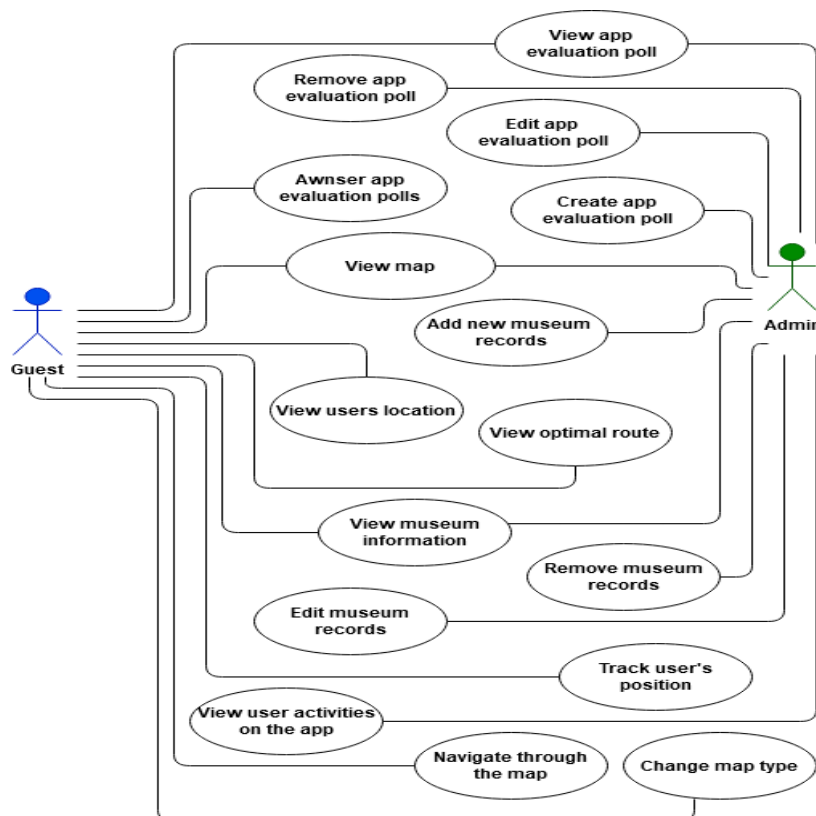 View app
evaluation poll
Remove app
evaluation poll
Edit app
evaluation poll
Awnser app
evaluation polls
Create app
evaluation poll
View map
Add new museum
records
Admin
Guest
View users location
View optimal route
View museum
information
Remove museum
records
Edit museum
records
Track user's
position
View user activities
on the app
Navigate through
the map
Change map type